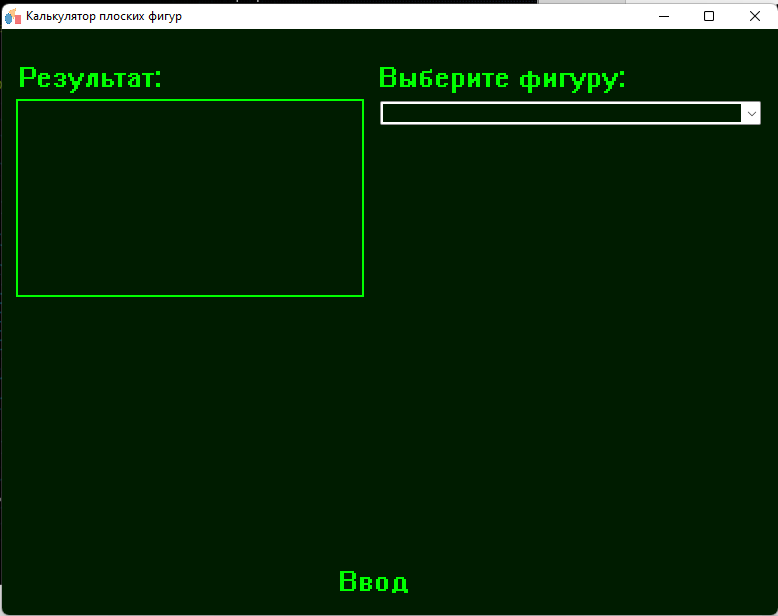 Калькулятор плоских фигур
Результат:
Выберите фигуру:
Ввод